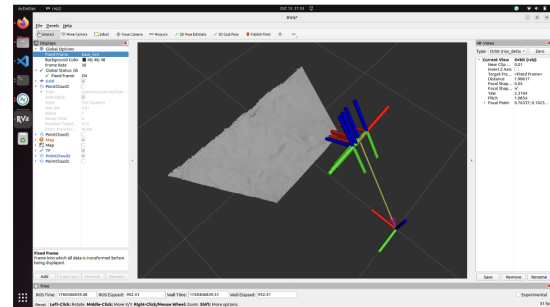 Activities
rviz
Oct 13 21:53
RViz*
File Panels Help
Interact Move Camera Select Focus Camera Measure 2D Pose Estimate 2D Goal Pose Publish Point
Displays
Global Options
Fixed Frame base_link
Background Color 48; 48; 48
Frame Rate 30
Global Status: Ok
Fixed Frame OK
Grid
PointCloud2
PointCloud2
Map
Map
TF
PointCloud2
PointCloud2
Fixed Frame
Frame into which all data is transformed before
being displayed.
Add Duplicate Remove Rename
Views
Type: Orbit (rviz_defau Zero
Current View Orbit (rviz)
Near Clip ... 0.01
Invert Z Axis
Target Fra... <Fixed Frame>
Distance
Focal Shap... 0.05
Focal Shap...
Yaw
Pitch
Focal Point
Save Remove Rename
Time
ROS Time: ROS Elapsed: 952.41 Wall Time: Wall Elapsed: 952.41 Experimental
Reset Left-Click: Rotate. Middle-Click: Move X/Y. Right-Click/Mouse Wheel: Zoom. Shift: More options. 31 fps